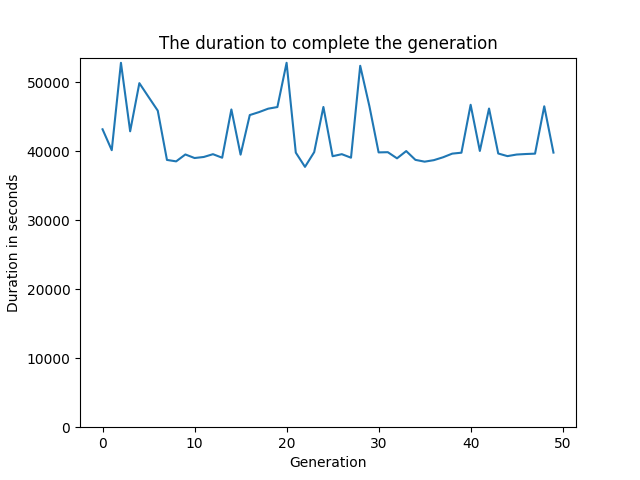 The duration to complete the generation
50000
40000
30000
20000
10000
0
Duration in seconds
0 10 20 30 40 50
Generation